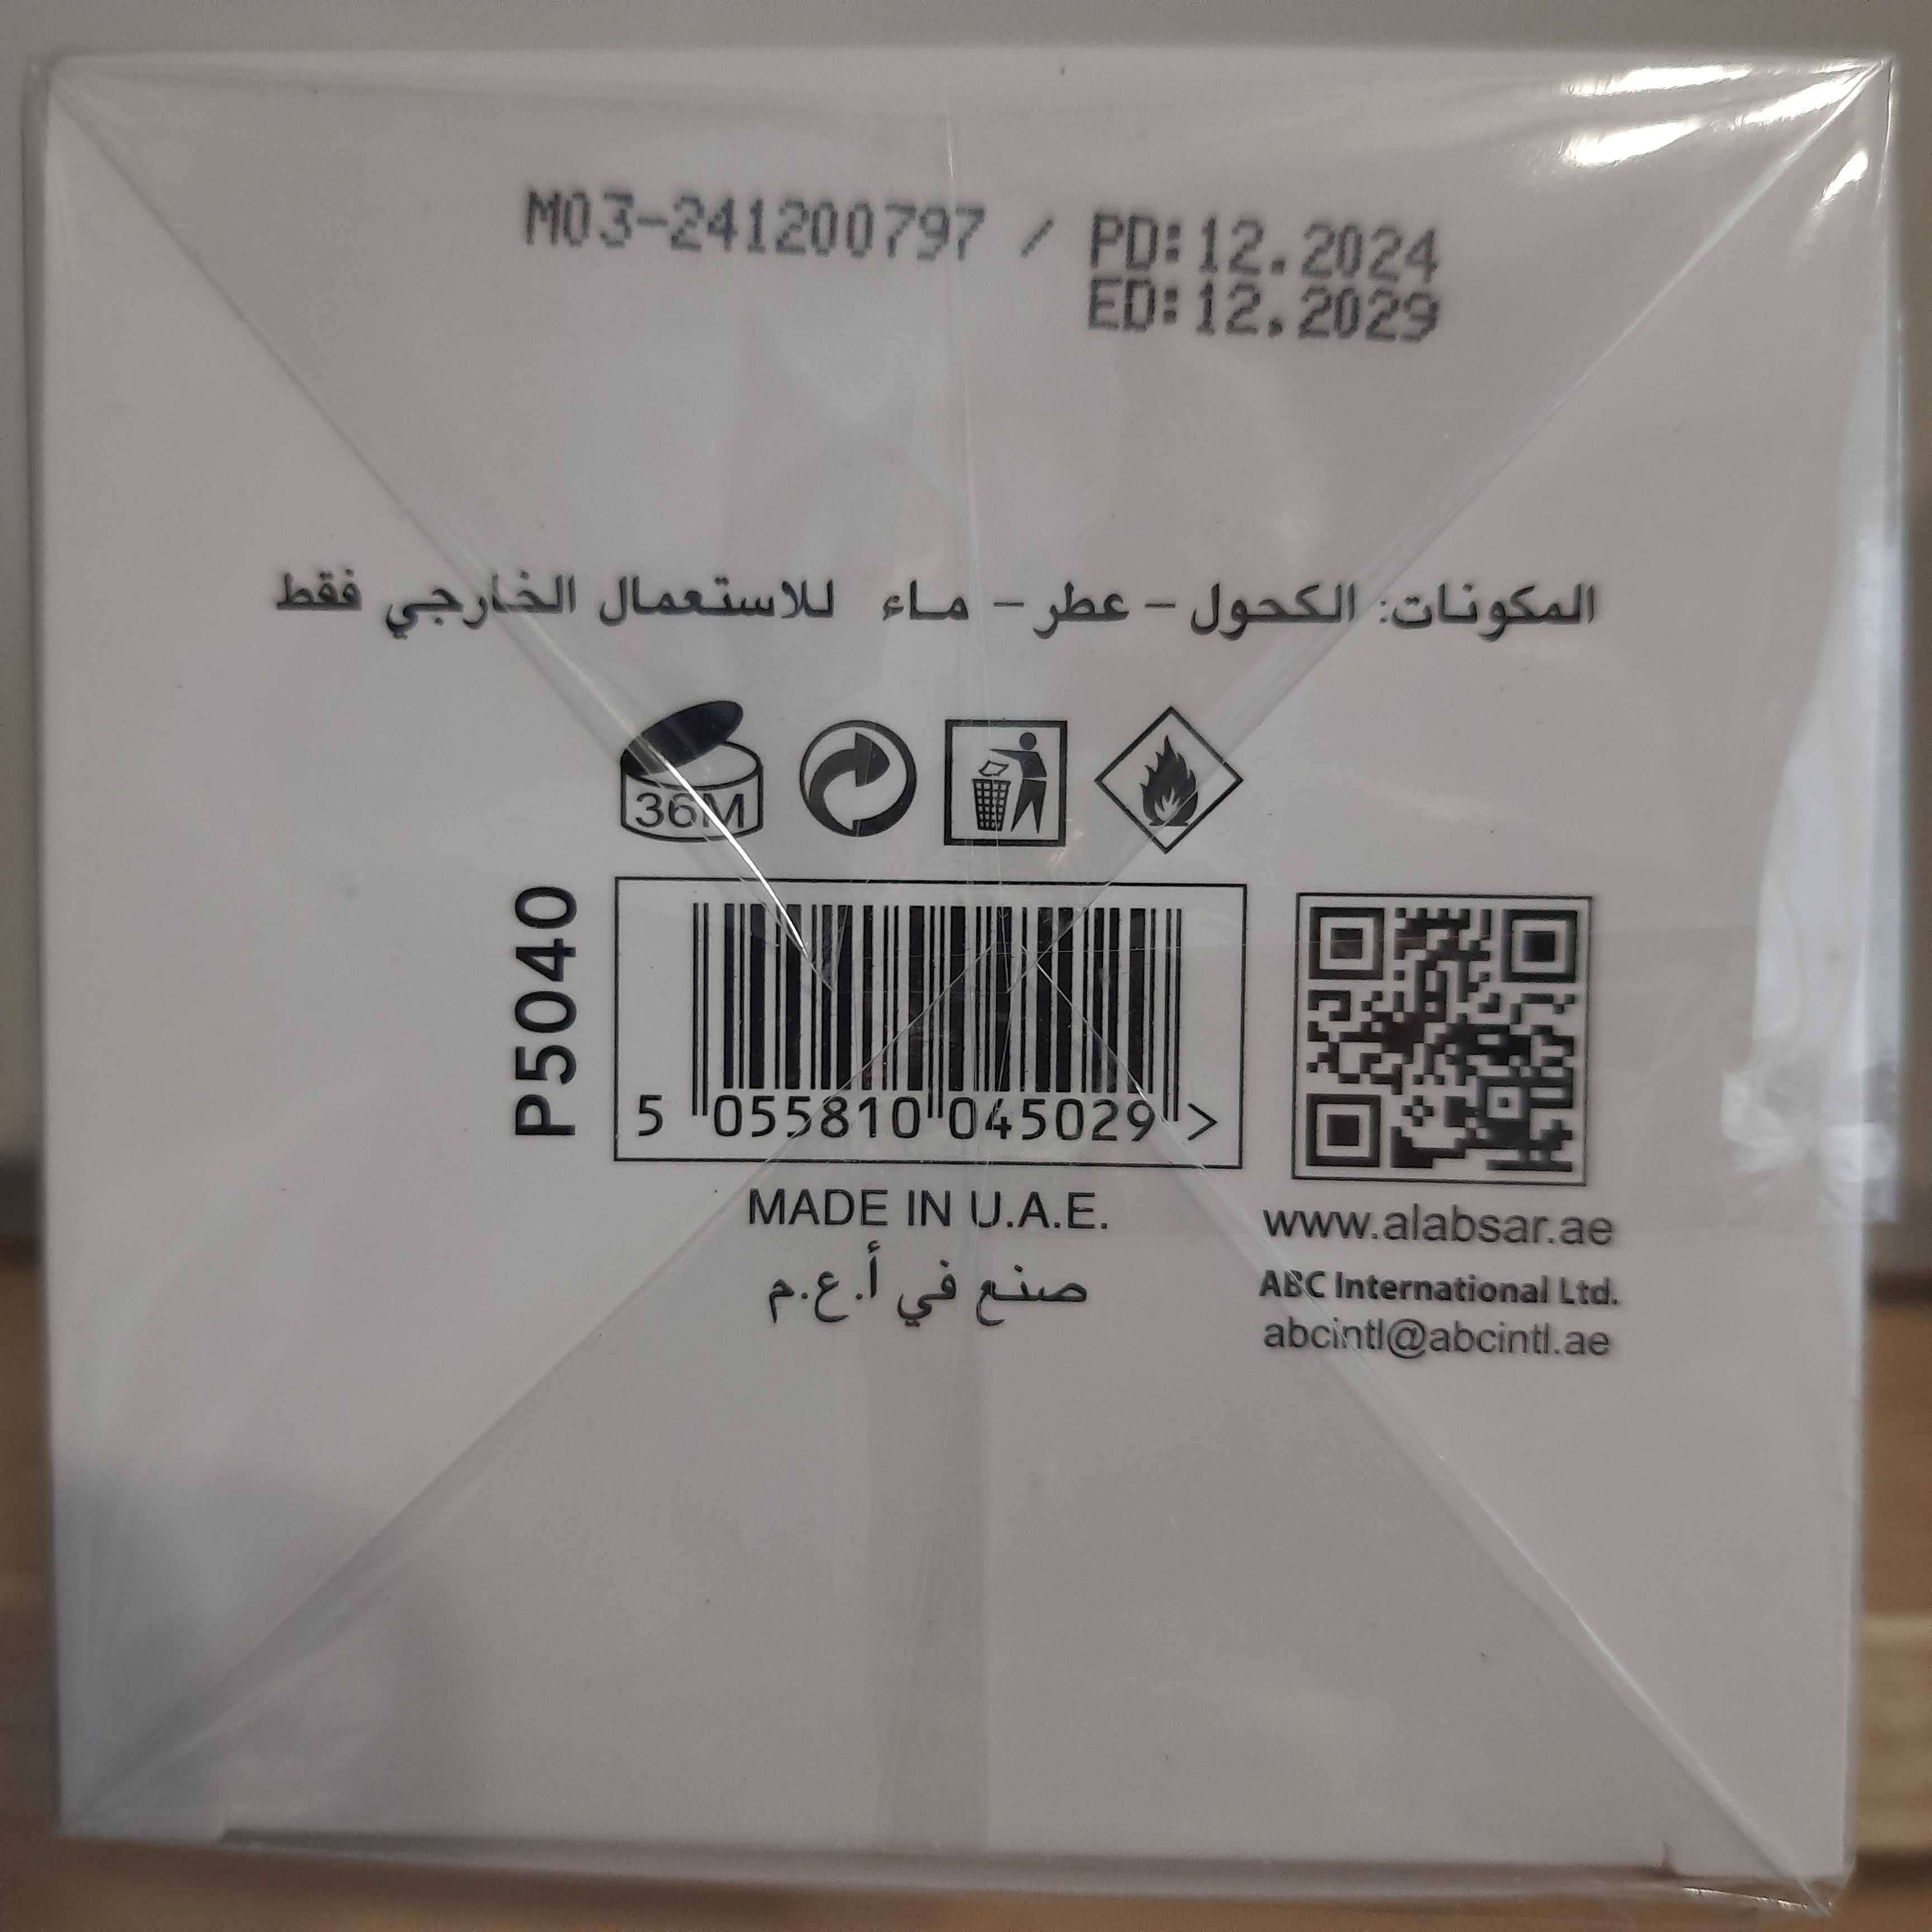 M03-241200797 / PD:12.2024
ED:12.2029
المكونات: الكحول - عطر - ماء للاستعمال الخارجي فقط
36M
P5040
5 055810 045029 >
MADE IN U.A.E.
صنع في أ.ع.م
www.alabsar.ae
ABC International Ltd.
abcintl@abcintl.ae